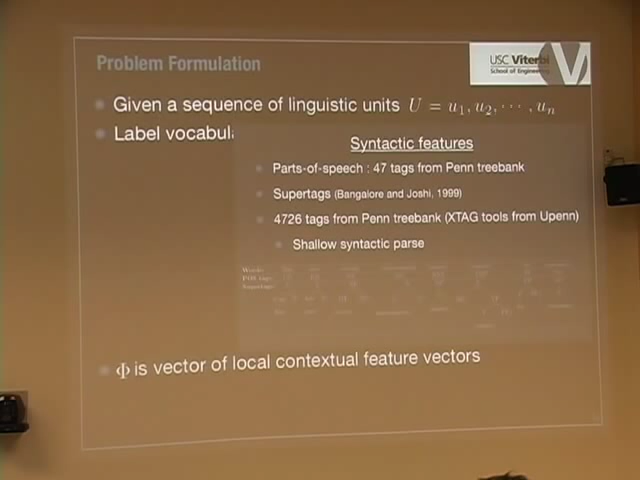 Problem Formulation
USC Viterbi
School of Engineering
Given a sequence of linguistic units U = u₁, u₂, ⋯ , uₙ
Label vocabula
Syntactic features
Parts-of-speech : 47 tags from Penn treebank
Supertags (Bangalore and Joshi, 1999)
4726 tags from Penn treebank (XTAG tools from Upenn)
Shallow syntactic parse
Words
POS tags
Supertags
Φ is vector of local contextual feature vectors